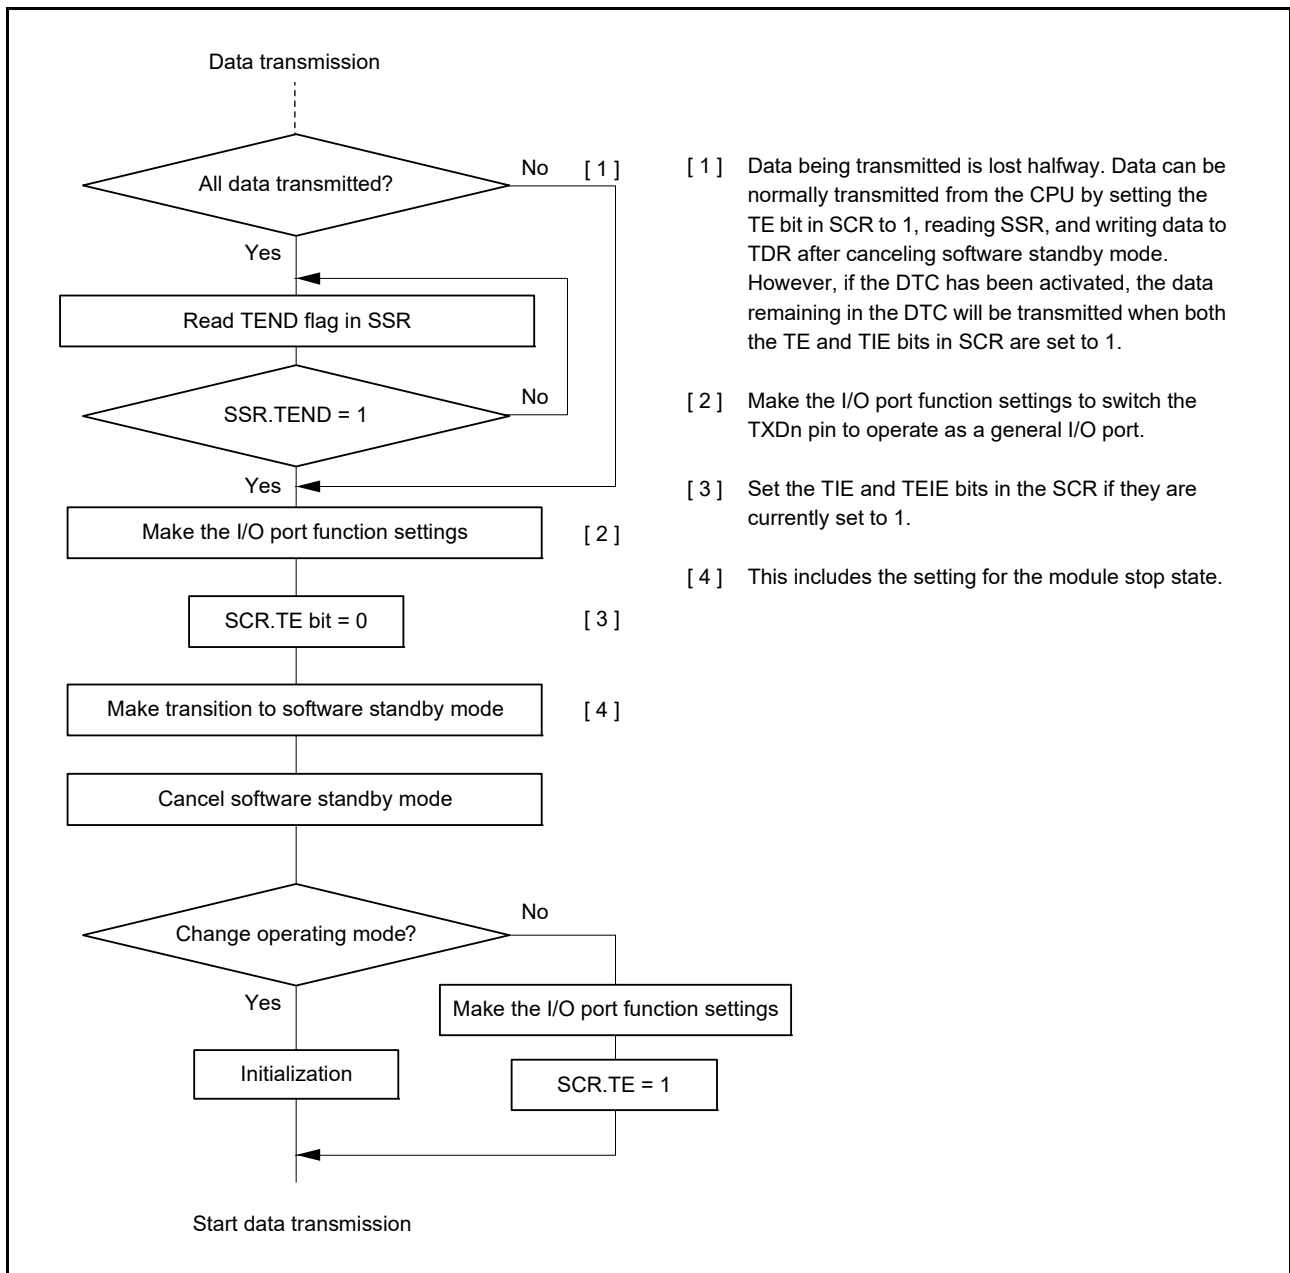 Data transmission
All data transmitted?
No
[ 1 ]
Yes
Read TEND flag in SSR
SSR.TEND = 1
No
Yes
Make the I/O port function settings
[ 2 ]
SCR.TE bit = 0
[ 3 ]
Make transition to software standby mode
[ 4 ]
Cancel software standby mode
Change operating mode?
No
Yes
Make the I/O port function settings
Initialization
SCR.TE = 1
Start data transmission
[ 1 ] Data being transmitted is lost halfway. Data can be
normally transmitted from the CPU by setting the
TE bit in SCR to 1, reading SSR, and writing data to
TDR after canceling software standby mode.
However, if the DTC has been activated, the data
remaining in the DTC will be transmitted when both
the TE and TIE bits in SCR are set to 1.
[ 2 ] Make the I/O port function settings to switch the
TXDn pin to operate as a general I/O port.
[ 3 ] Set the TIE and TEIE bits in the SCR if they are
currently set to 1.
[ 4 ] This includes the setting for the module stop state.